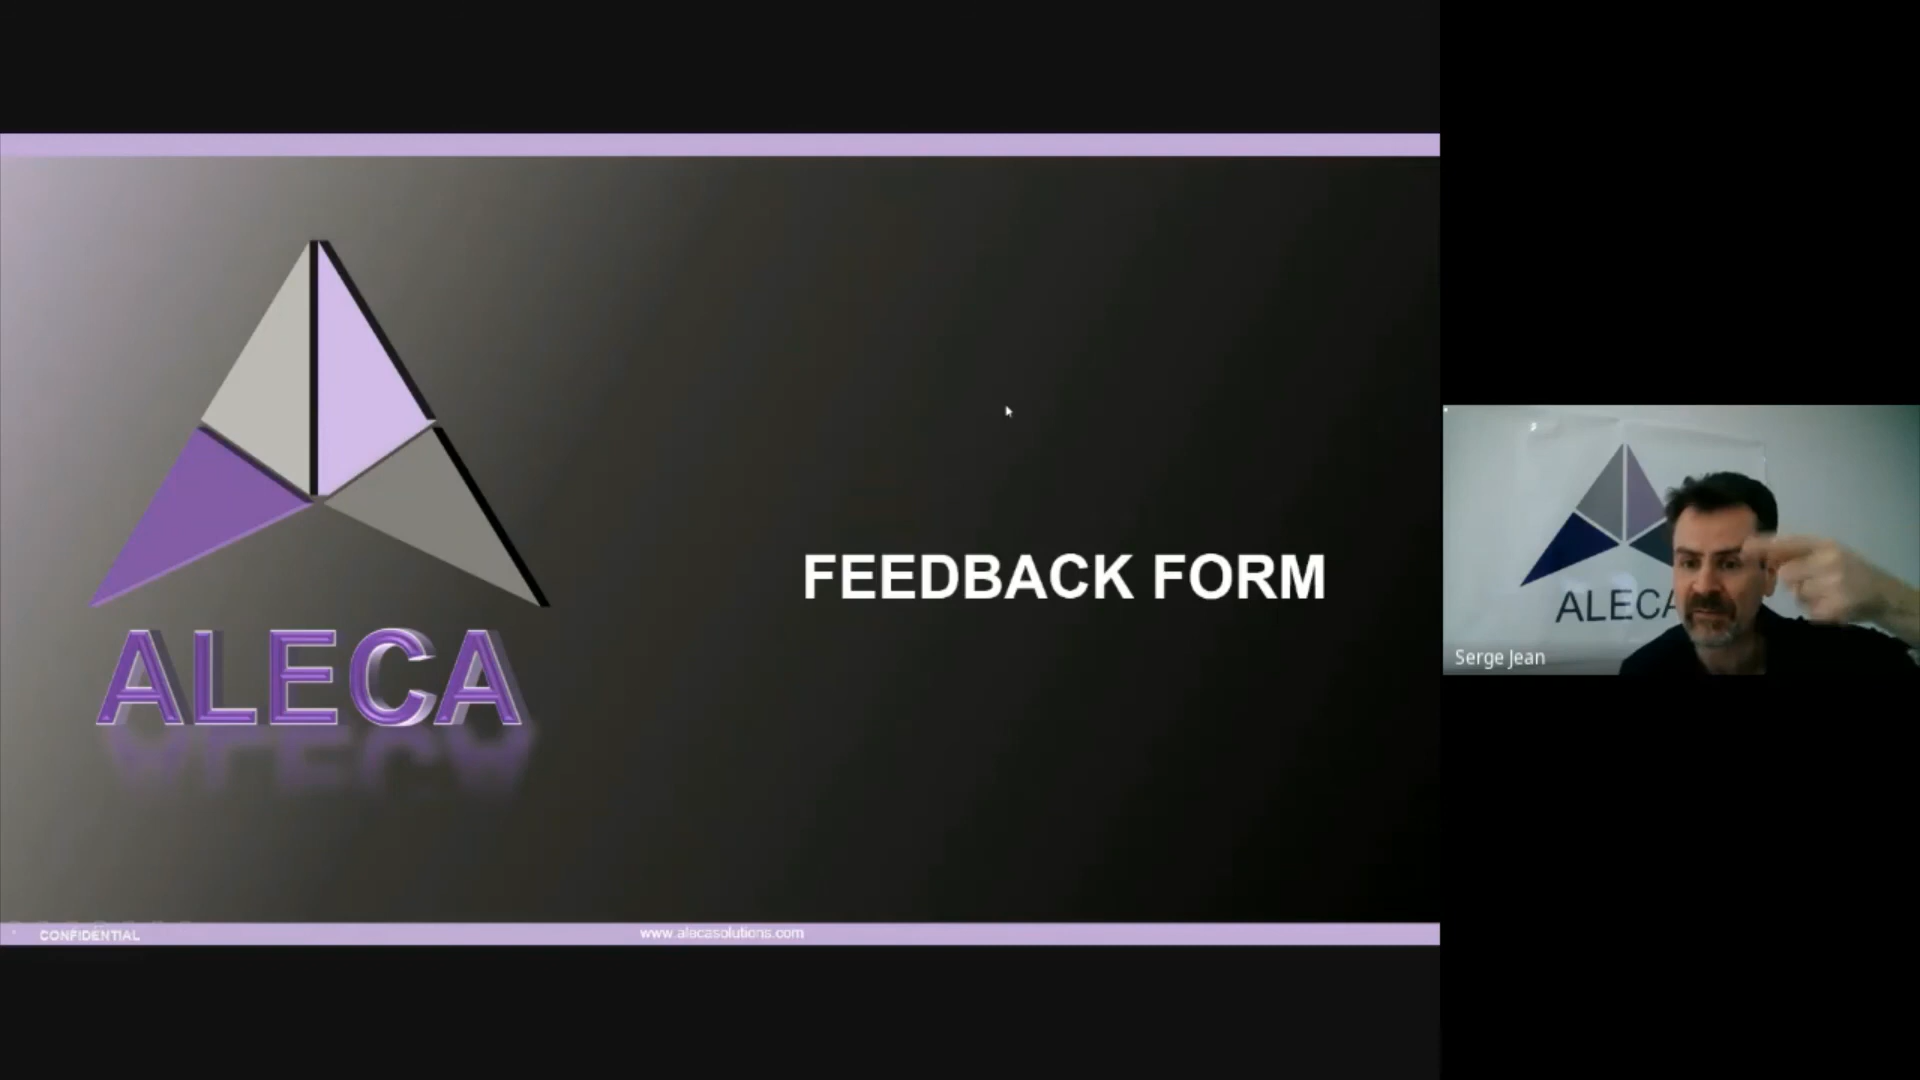 FEEDBACK FORM
ALECA
CONFIDENTIAL
www.alecasolutions.com
ALECA
Serge Jean